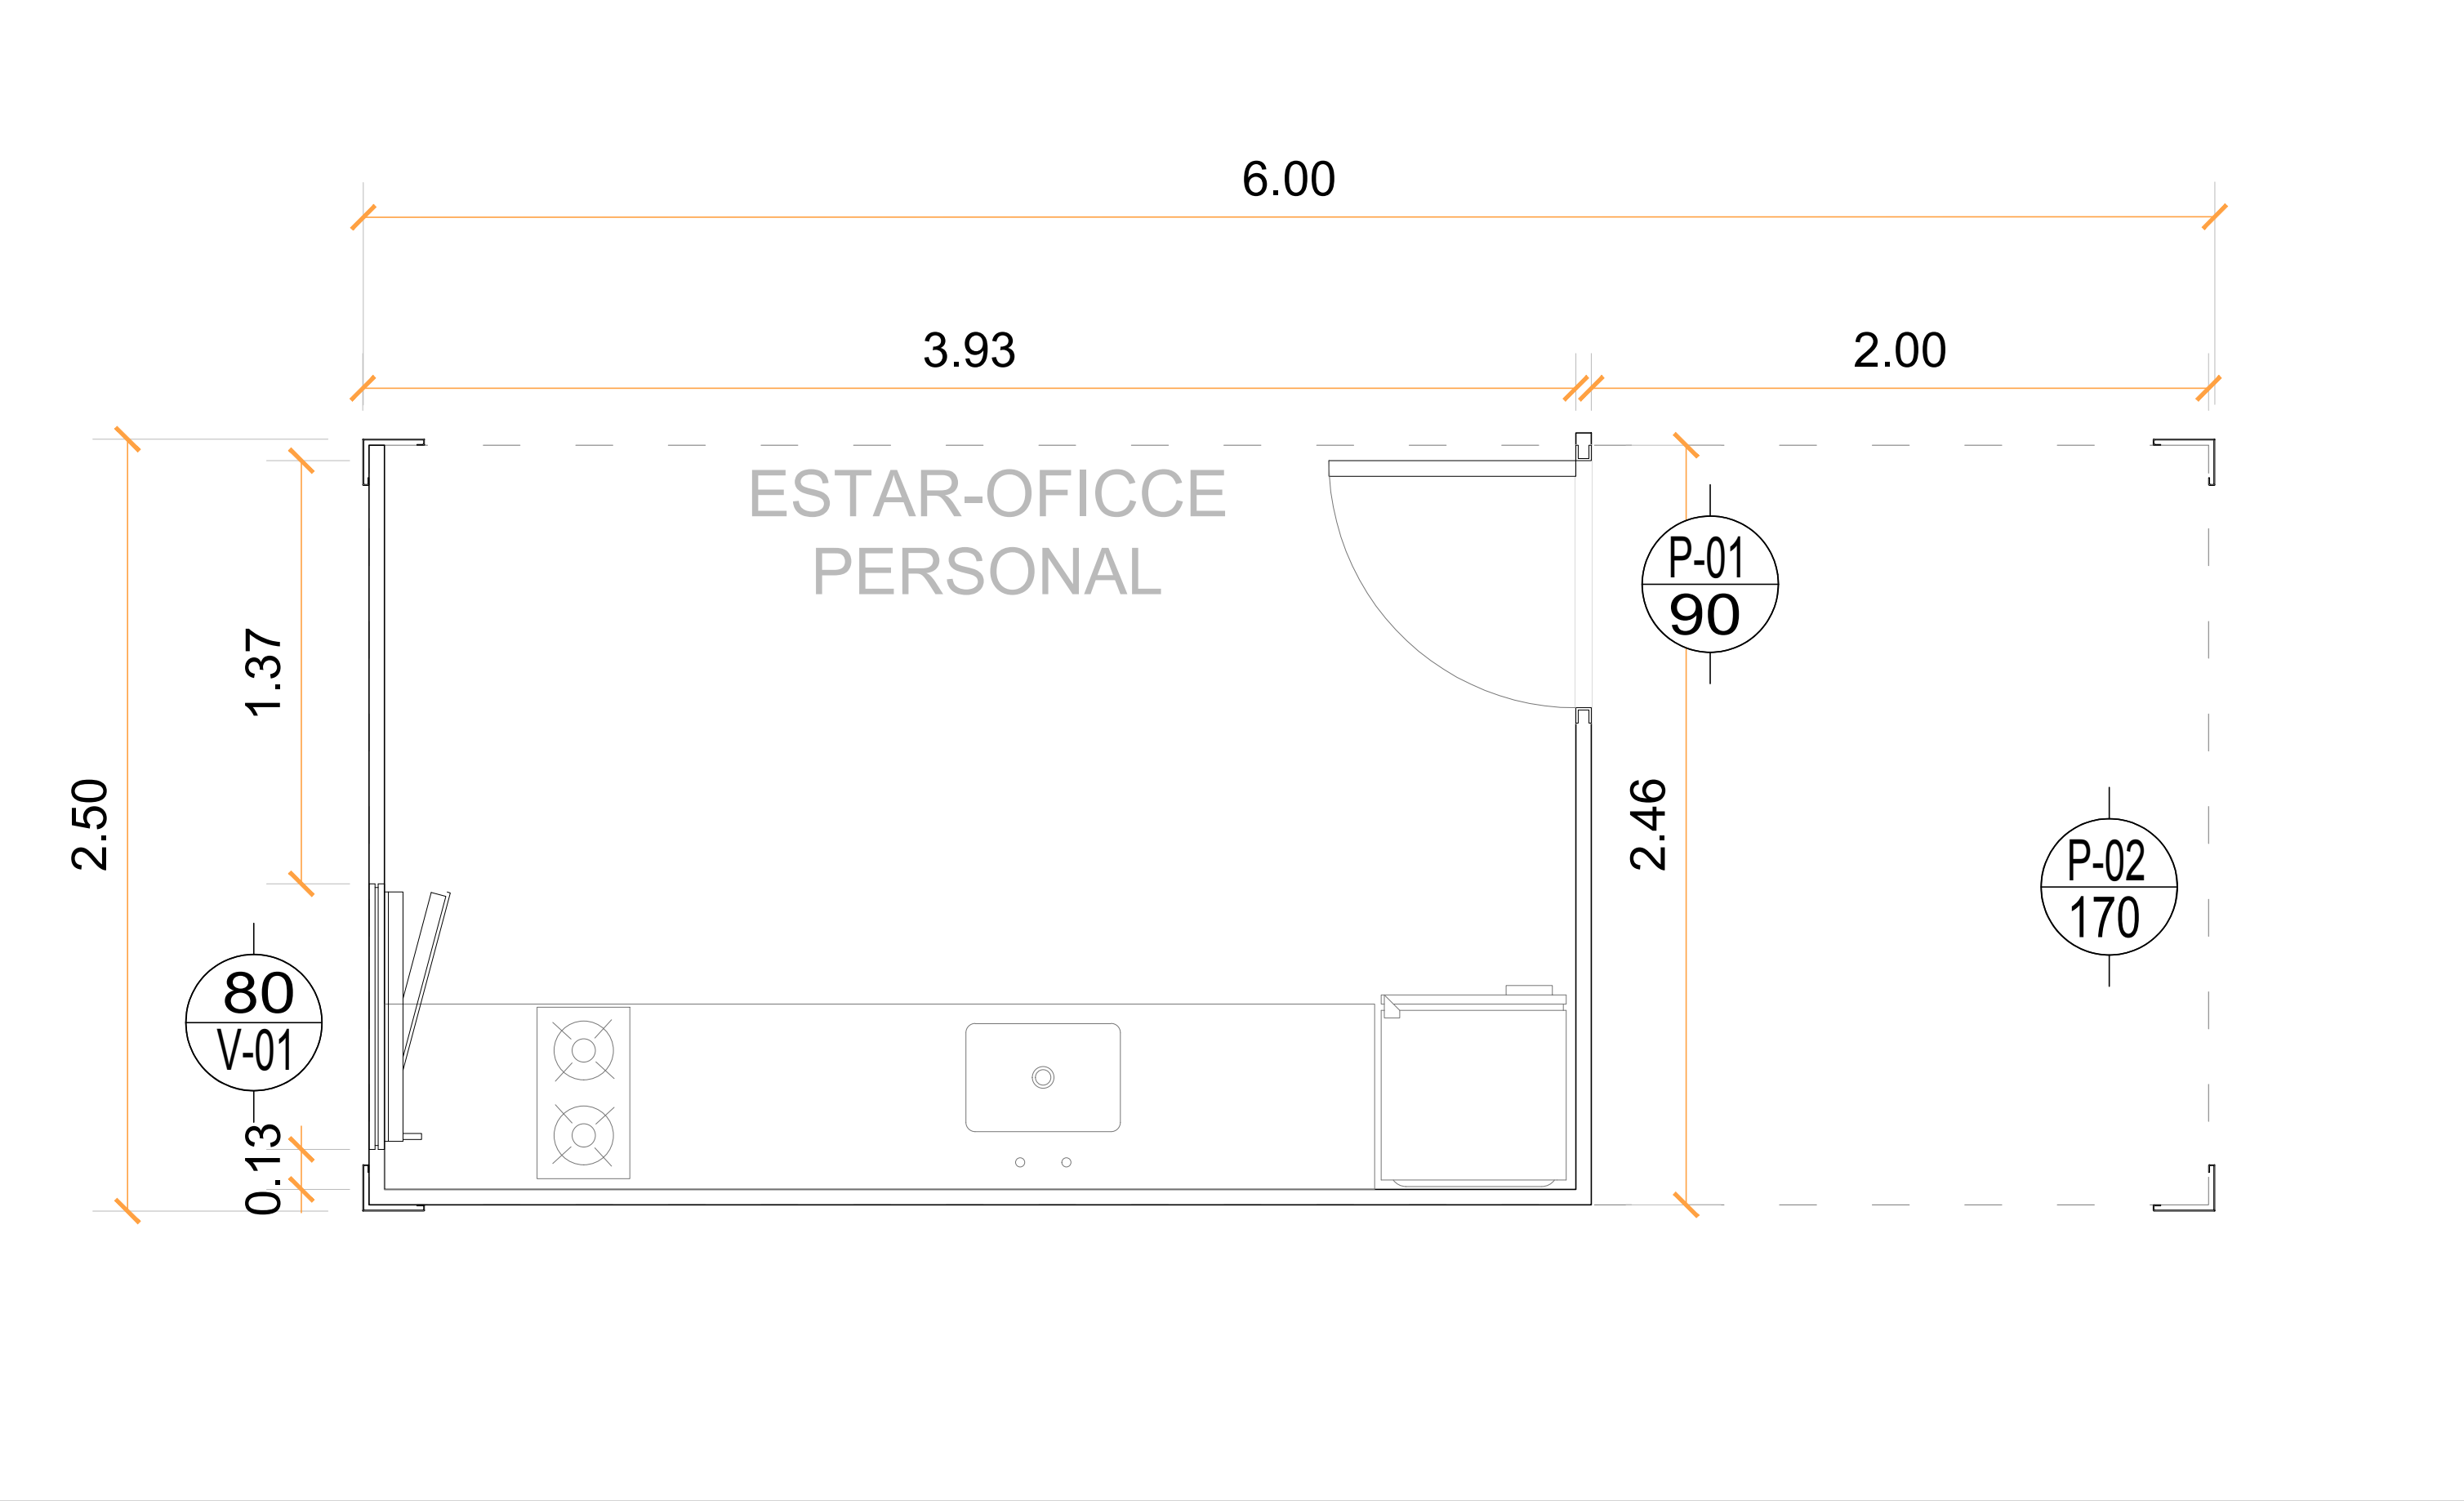 6.00
3.93
2.00
ESTAR-OFICCE
PERSONAL
P-01
90
1.37
2.50
2.46
P-02
170
80
V-01
0.13